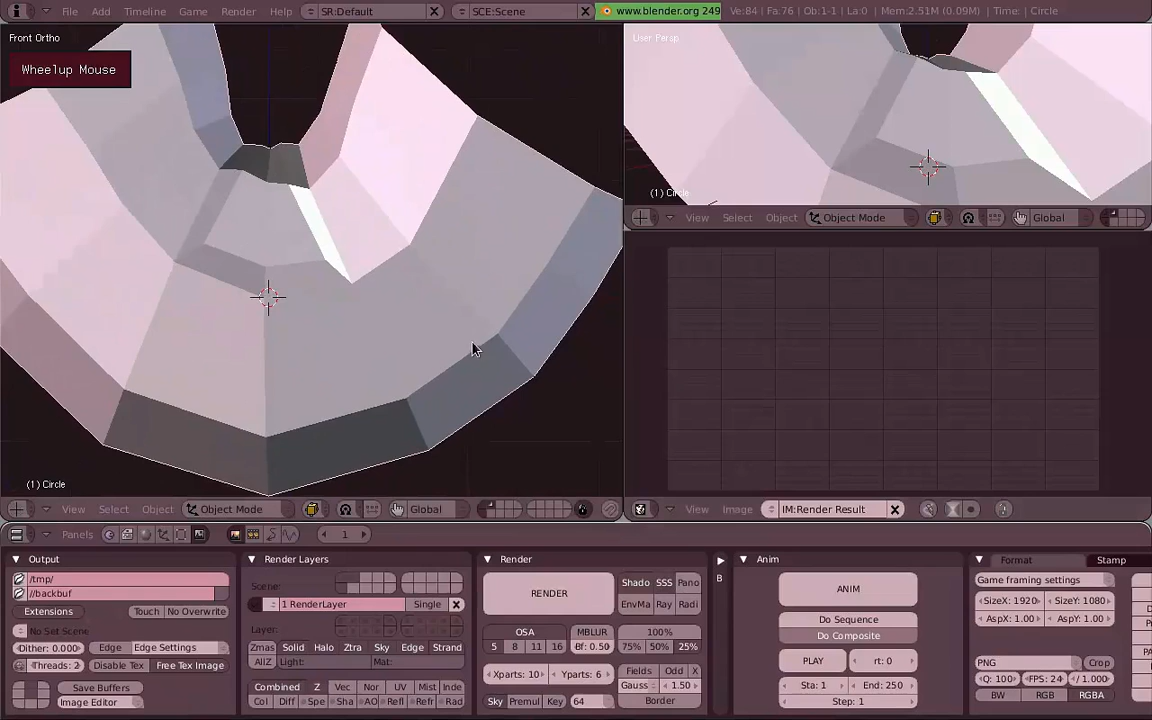 File Add Timeline Game Render Help SR:Default SCE:Scene www.blender.org 249 Ve:84 | Fa:76 | Ob:1-1 | La:0 | Mem:2.51M (0.09M) | Time: | Circle
Front Ortho
Wheelup Mouse
(1) Circle
User Persp
(1) Circle
View Select Object Object Mode Global
View Select Object Object Mode Global
View Image IM:Render Result
Panels 1
Output
/tmp/
//backbuf
Extensions Touch No Overwrite
No Set Scene
Dither: 0.000 Edge Edge Settings
Threads: 2 Disable Tex Free Tex Image
Save Buffers
Image Editor
Render Layers
Scene:
1 RenderLayer Single
Layer:
Zmas Solid Halo Ztra Sky Edge Strand
AllZ Light: Mat:
Combined Z Vec Nor UV Mist Inde
Col Diff Spe Sha AO Refl Refr Rad
Render
RENDER
Shado SSS Pano
EnvMa Ray Radi
OSA MBLUR 100%
5 8 11 16 Bf: 0.50 75% 50% 25%
Xparts: 10 Yparts: 6 Fields Odd X
Gauss 1.50
Sky Premul Key 64 Border
B
Anim
ANIM
Do Sequence
Do Composite
PLAY rt: 0
Sta: 1 End: 250
Step: 1
Format Stamp
Game framing settings
SizeX: 1920 SizeY: 1080
AspX: 1.00 AspY: 1.00
PNG Crop
Q: 100 FPS: 24 / 1.000
BW RGB RGBA